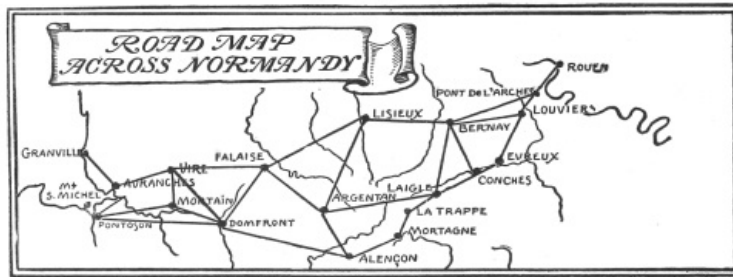 ROAD MAP
ACROSS NORMANDY
ROUEN
PONT DE L'ARCHE
LOUVIERS
LISIEUX
BERNAY
GRANVILLE
VIRE
FALAISE
EVREUX
AVRANCHES
LAIGLE
CONCHES
Mt
S. MICHEL
MORTAIN
ARGENTAN
LA TRAPPE
PONTOSON
DOMFRONT
MORTAGNE
ALENÇON